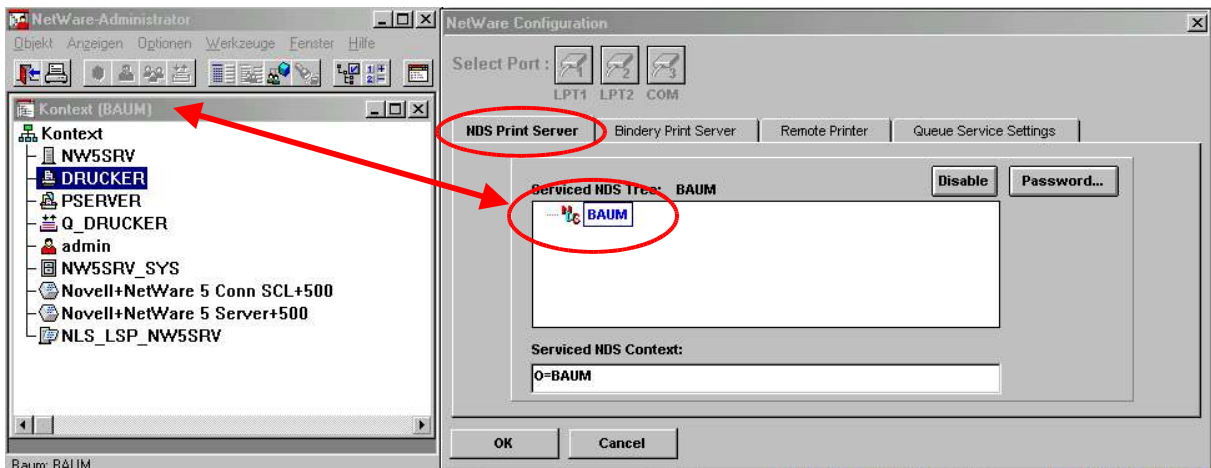 NetWare-Administrator
Objekt Anzeigen Optionen Werkzeuge Fenster Hilfe
Kontext (BAUM)
Kontext
NW5SRV
DRUCKER
PSERVER
Q_DRUCKER
admin
NW5SRV_SYS
Novell+NetWare 5 Conn SCL+500
Novell+NetWare 5 Server+500
NLS_LSP_NW5SRV
Baum: BAUM
NetWare Configuration
Select Port :
1 2 3
LPT1 LPT2 COM
NDS Print Server Bindery Print Server Remote Printer Queue Service Settings
Serviced NDS Tree: BAUM
Disable Password...
BAUM
Serviced NDS Context:
O=BAUM
OK Cancel